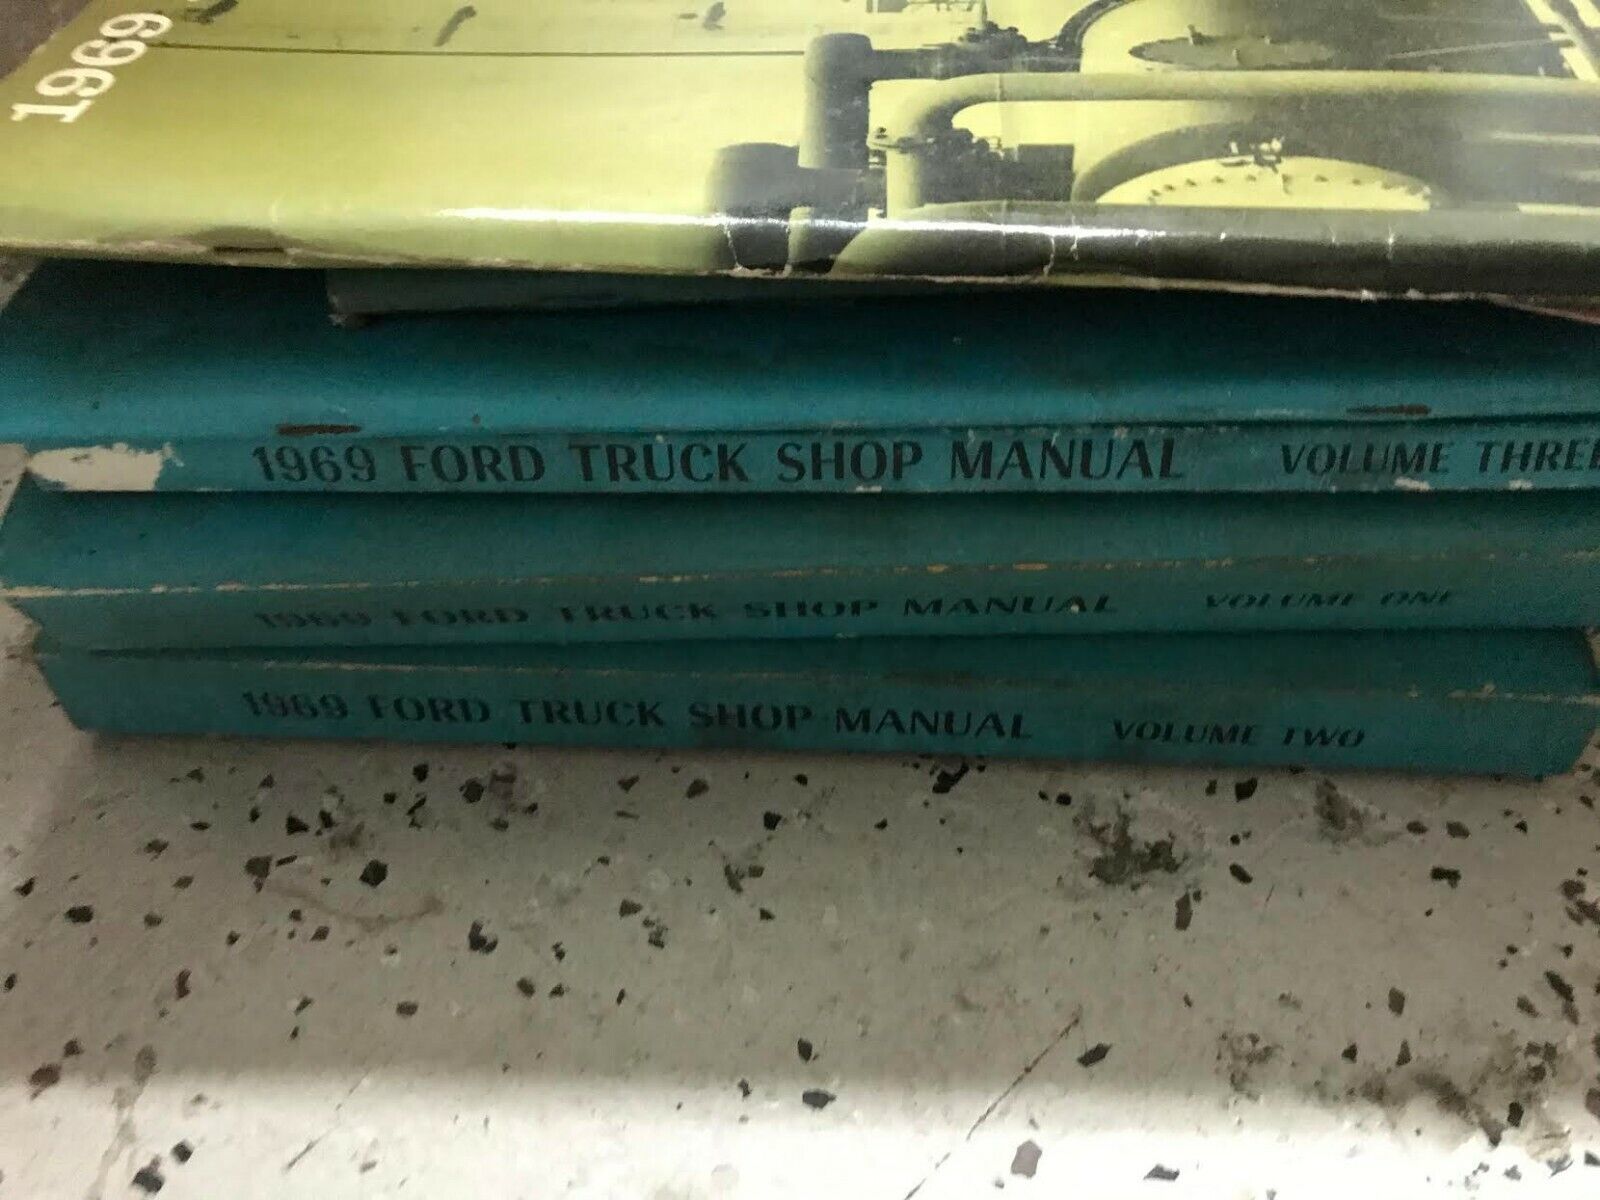 1969
1969 FORD TRUCK SHOP MANUAL VOLUME THREE
1969 FORD TRUCK SHOP MANUAL VOLUME ONE
1969 FORD TRUCK SHOP MANUAL VOLUME TWO